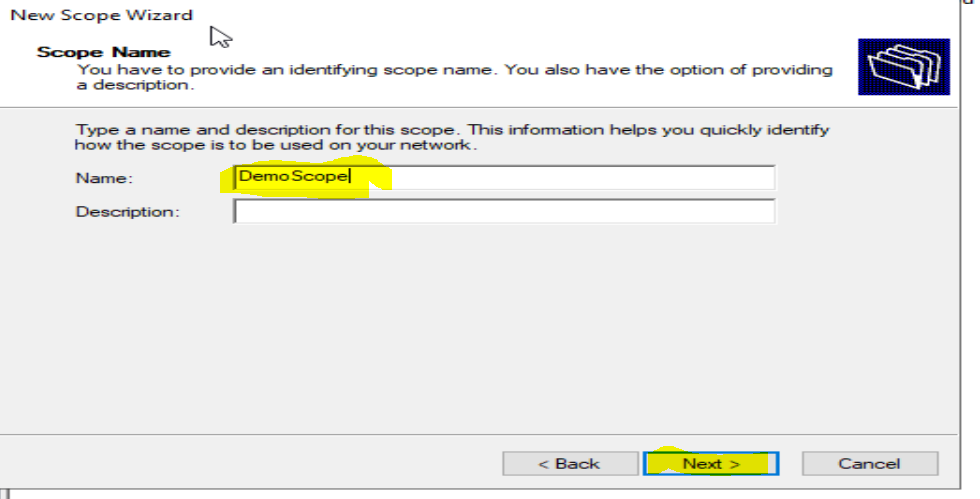 New Scope Wizard
Scope Name
You have to provide an identifying scope name. You also have the option of providing
a description.
Type a name and description for this scope. This information helps you quickly identify
how the scope is to be used on your network.
Name: DemoScope
Description:
< Back Next > Cancel